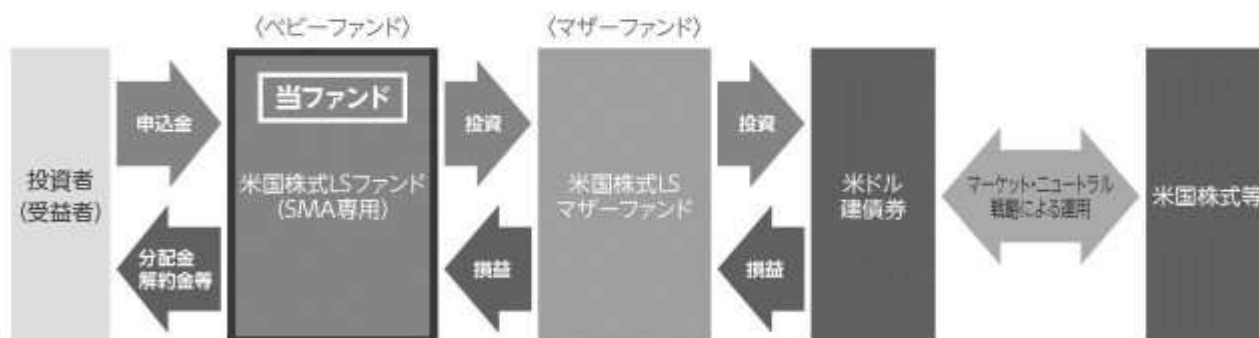 〈ベビーファンド〉
〈マザーファンド〉
投資者
(受益者)
申込金
分配金
解約金等
当ファンド
米国株式LSファンド
(SMA専用)
投資
損益
米国株式LS
マザーファンド
投資
損益
米ドル
建債券
マーケット・ニュートラル
戦略による運用
米国株式等